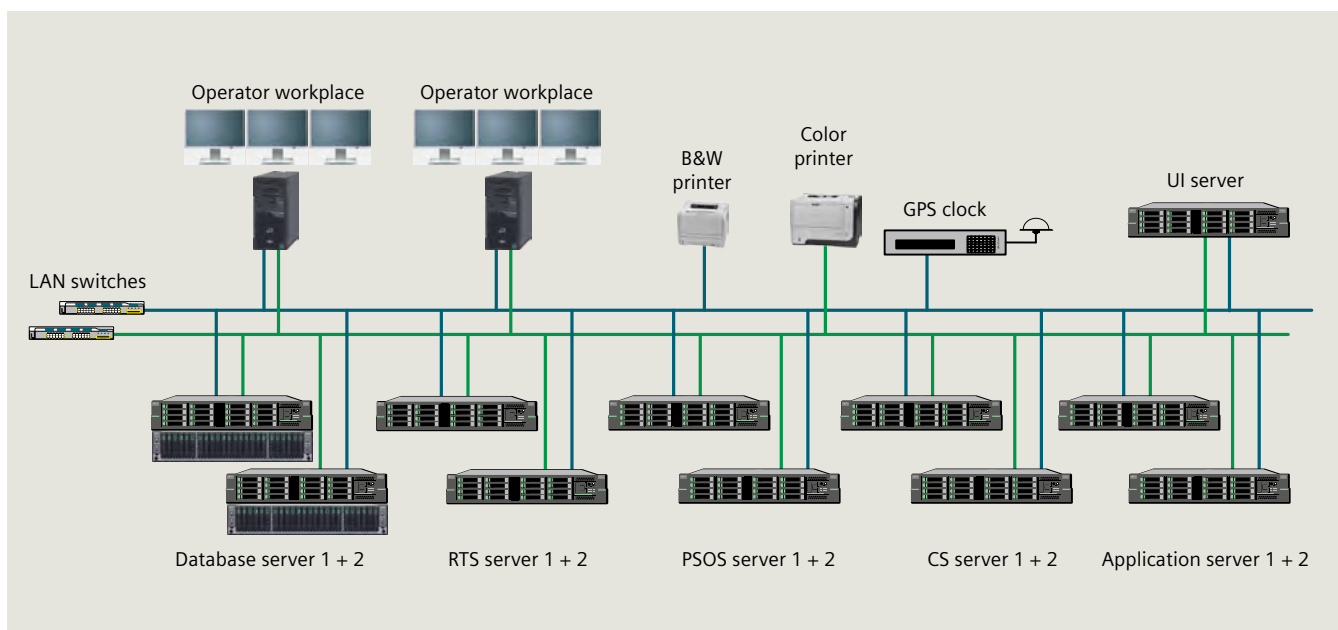 Operator workplace
Operator workplace
Color
printer
B&W
printer
UI server
GPS clock
LAN switches
Database server 1 + 2
RTS server 1 + 2
PSOS server 1 + 2
CS server 1 + 2
Application server 1 + 2